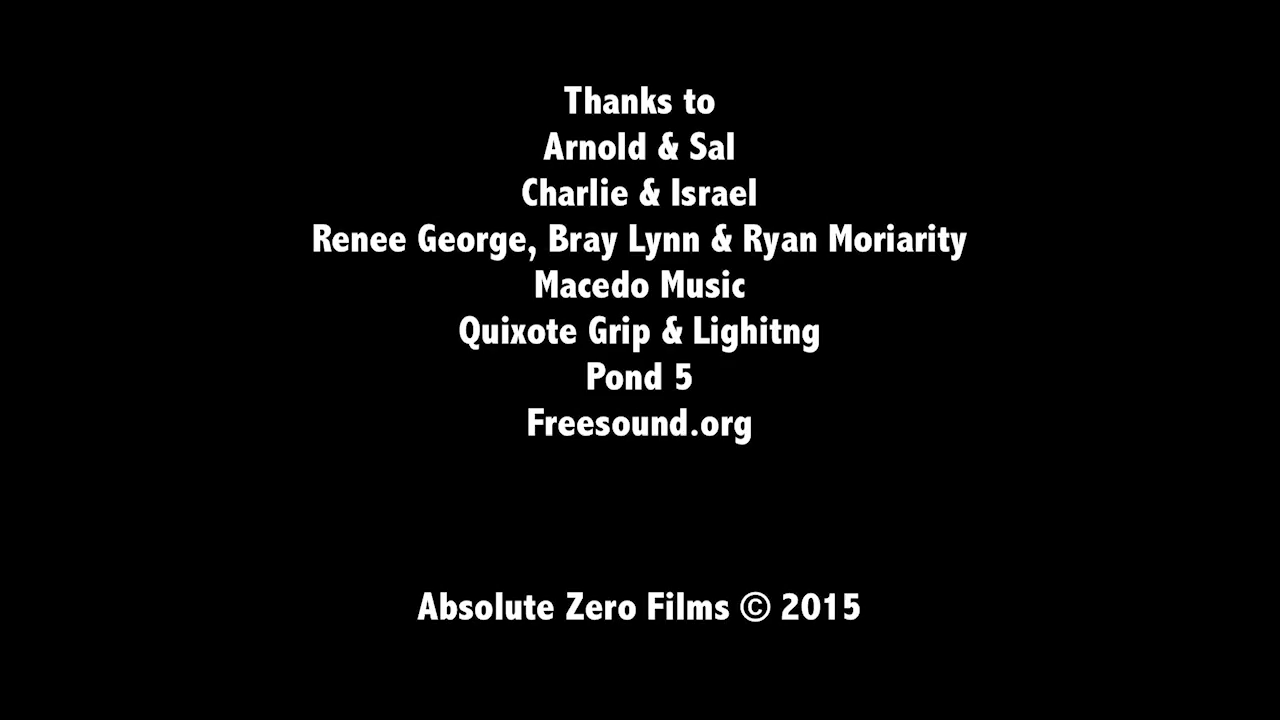 Thanks to
Arnold & Sal
Charlie & Israel
Renee George, Bray Lynn & Ryan Moriarity
Macedo Music
Quixote Grip & Lighitng
Pond 5
Freesound.org
Absolute Zero Films © 2015